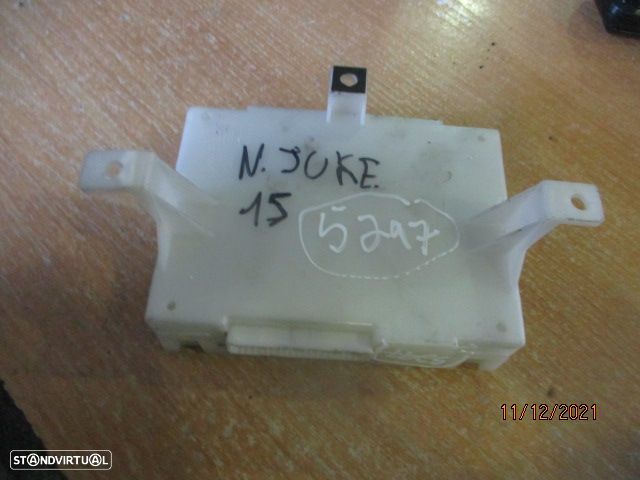 N. JUKE.
15
5297
11/12/2021
STANDVIRTUAL